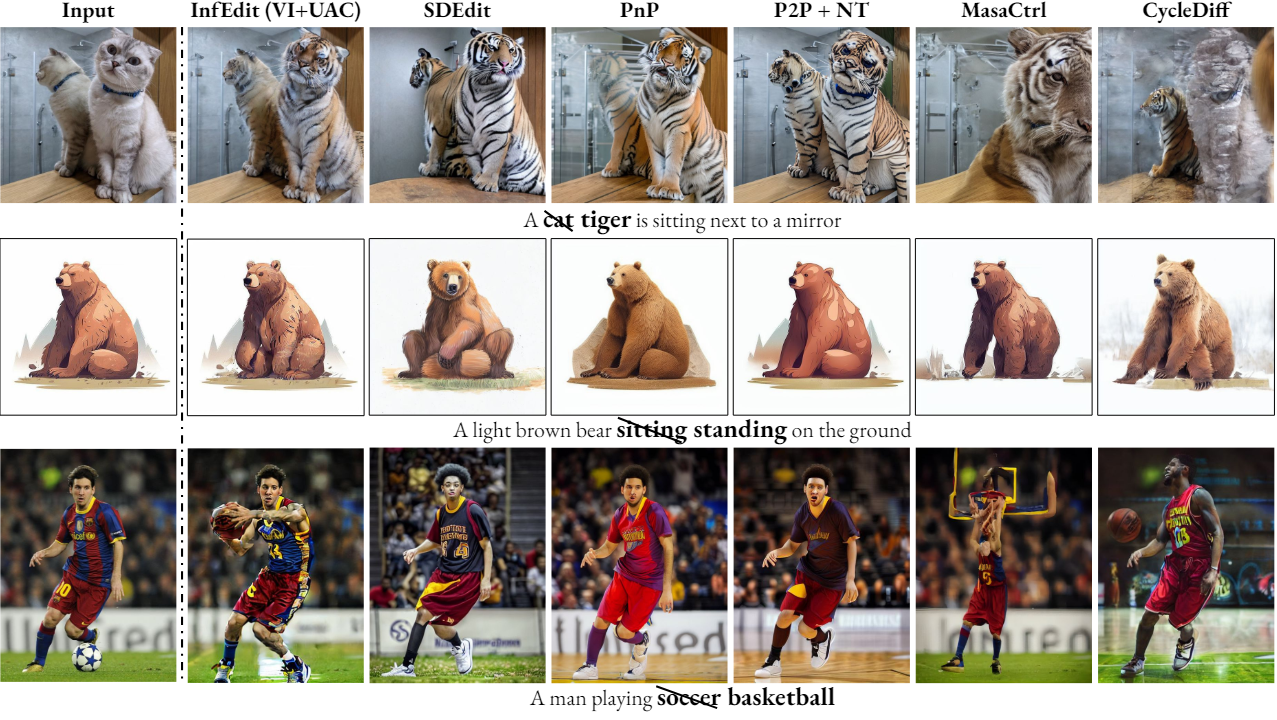 Input InfEdit (VI+UAC) SDEdit PnP P2P + NT MasaCtrl CycleDiff
A cat tiger is sitting next to a mirror
A light brown bear sitting standing on the ground
A man playing soccer basketball